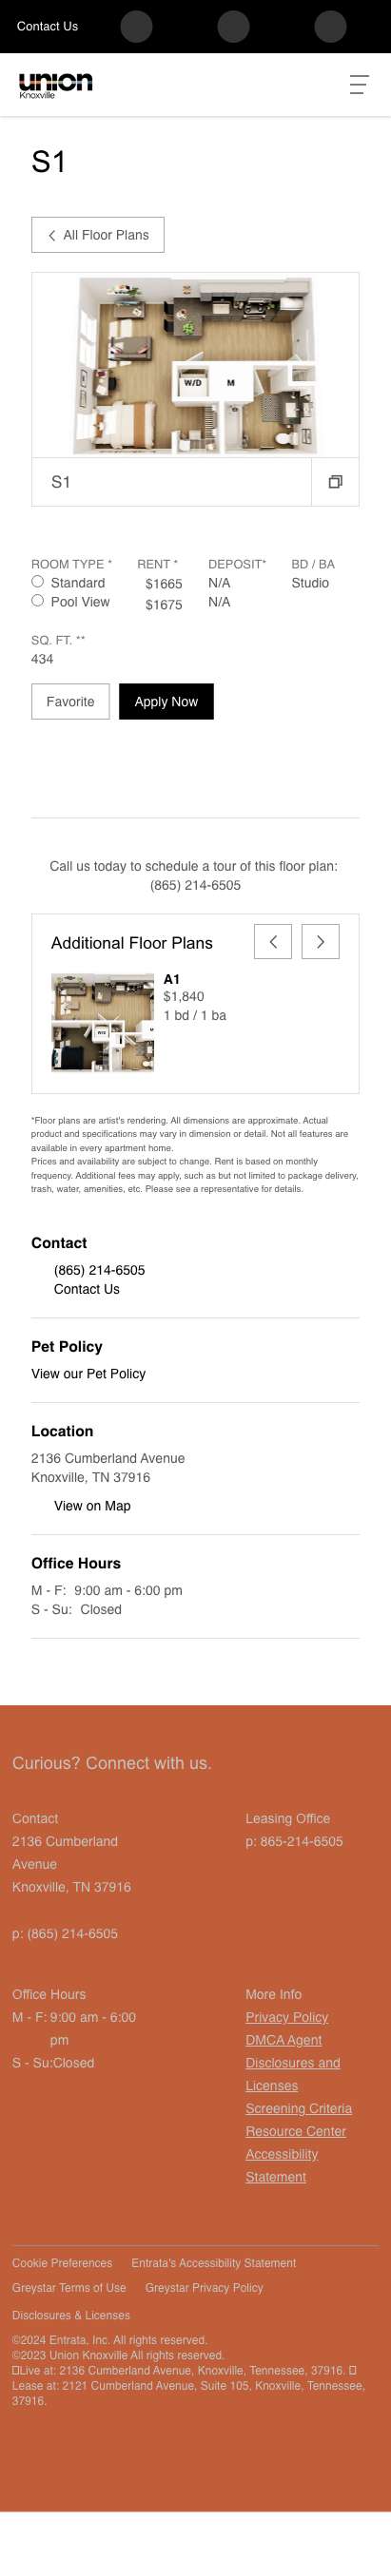 Contact Us
union
Knoxville
S1
All Floor Plans
W/D
M
S1
ROOM TYPE * RENT * DEPOSIT* BD / BA
Standard $1665 N/A Studio
Pool View $1675 N/A
SQ. FT. **
434
Favorite Apply Now
Call us today to schedule a tour of this floor plan:
(865) 214-6505
Additional Floor Plans
A1
$1,840
1 bd / 1 ba
*Floor plans are artist's rendering. All dimensions are approximate. Actual
product and specifications may vary in dimension or detail. Not all features are
available in every apartment home.
Prices and availability are subject to change. Rent is based on monthly
frequency. Additional fees may apply, such as but not limited to package delivery,
trash, water, amenities, etc. Please see a representative for details.
Contact
(865) 214-6505
Contact Us
Pet Policy
View our Pet Policy
Location
2136 Cumberland Avenue
Knoxville, TN 37916
View on Map
Office Hours
M - F: 9:00 am - 6:00 pm
S - Su: Closed
Curious? Connect with us.
Contact
2136 Cumberland
Avenue
Knoxville, TN 37916
p: (865) 214-6505
Leasing Office
p: 865-214-6505
Office Hours
M - F: 9:00 am - 6:00
pm
S - Su:Closed
More Info
Privacy Policy
DMCA Agent
Disclosures and
Licenses
Screening Criteria
Resource Center
Accessibility
Statement
Cookie Preferences Entrata's Accessibility Statement
Greystar Terms of Use Greystar Privacy Policy
Disclosures & Licenses
©2024 Entrata, Inc. All rights reserved.
©2023 Union Knoxville All rights reserved.
Live at: 2136 Cumberland Avenue, Knoxville, Tennessee, 37916.
Lease at: 2121 Cumberland Avenue, Suite 105, Knoxville, Tennessee,
37916.